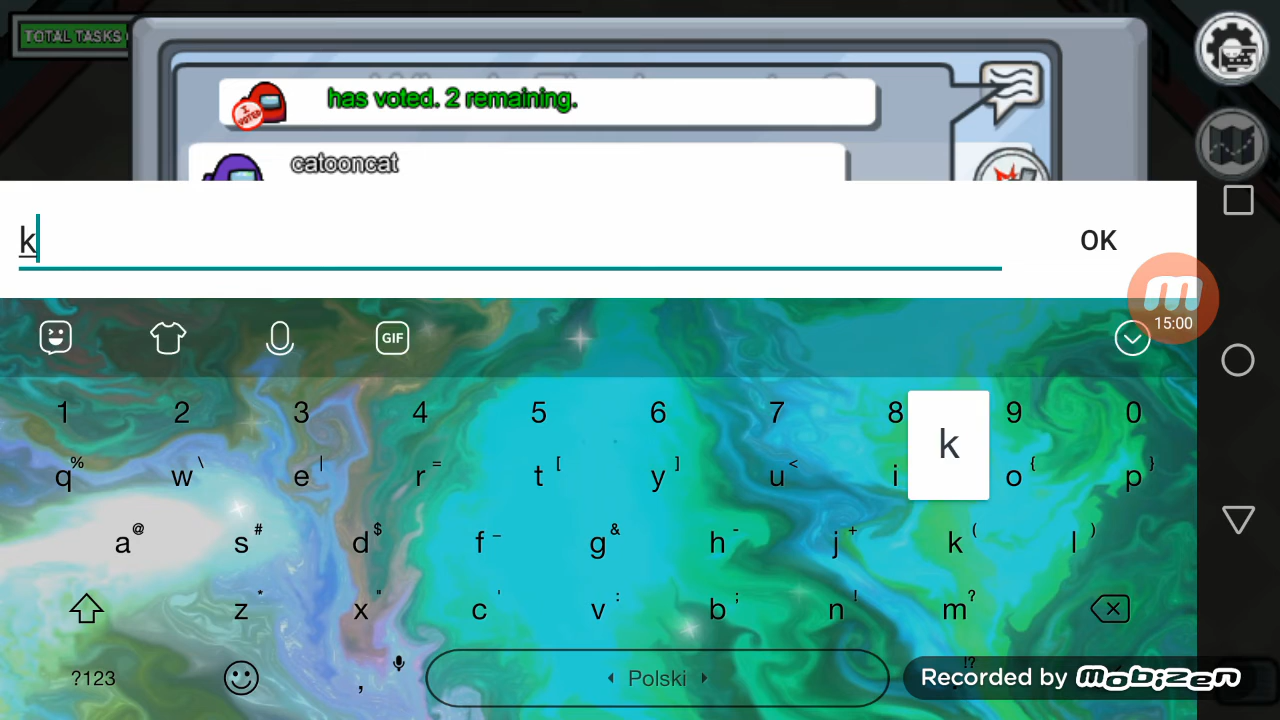 TOTAL TASKS
has voted. 2 remaining.
I VOTED
catooncat
k
OK
15:00
GIF
1 2 3 4 5 6 7 8 9 0
k
q% w\ e| r= t[ y] u< i o{ p}
a@ s# d$ f- g& h- j+ k( l)
z* x" c' v: b; n! m?
?123 , Polski !?
Recorded by mobizen